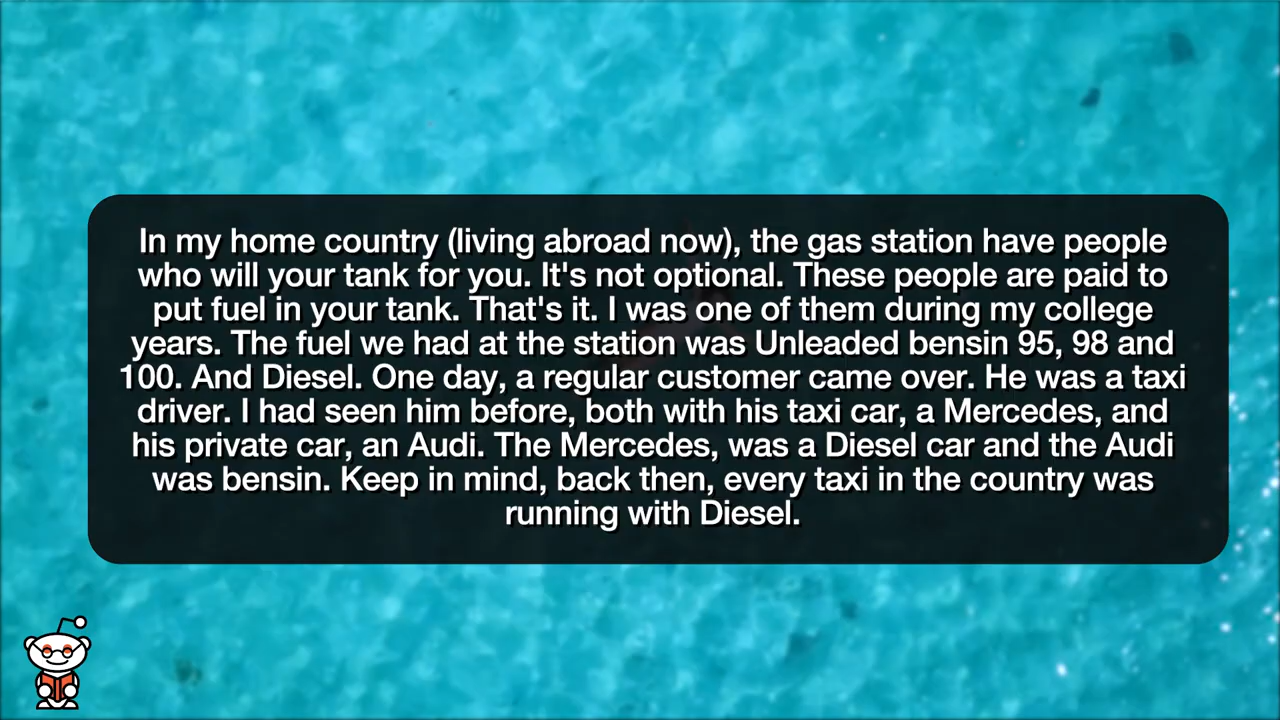 In my home country (living abroad now), the gas station have people
who will your tank for you. It's not optional. These people are paid to
put fuel in your tank. That's it. I was one of them during my college
years. The fuel we had at the station was Unleaded bensin 95, 98 and
100. And Diesel. One day, a regular customer came over. He was a taxi
driver. I had seen him before, both with his taxi car, a Mercedes, and
his private car, an Audi. The Mercedes, was a Diesel car and the Audi
was bensin. Keep in mind, back then, every taxi in the country was
running with Diesel.